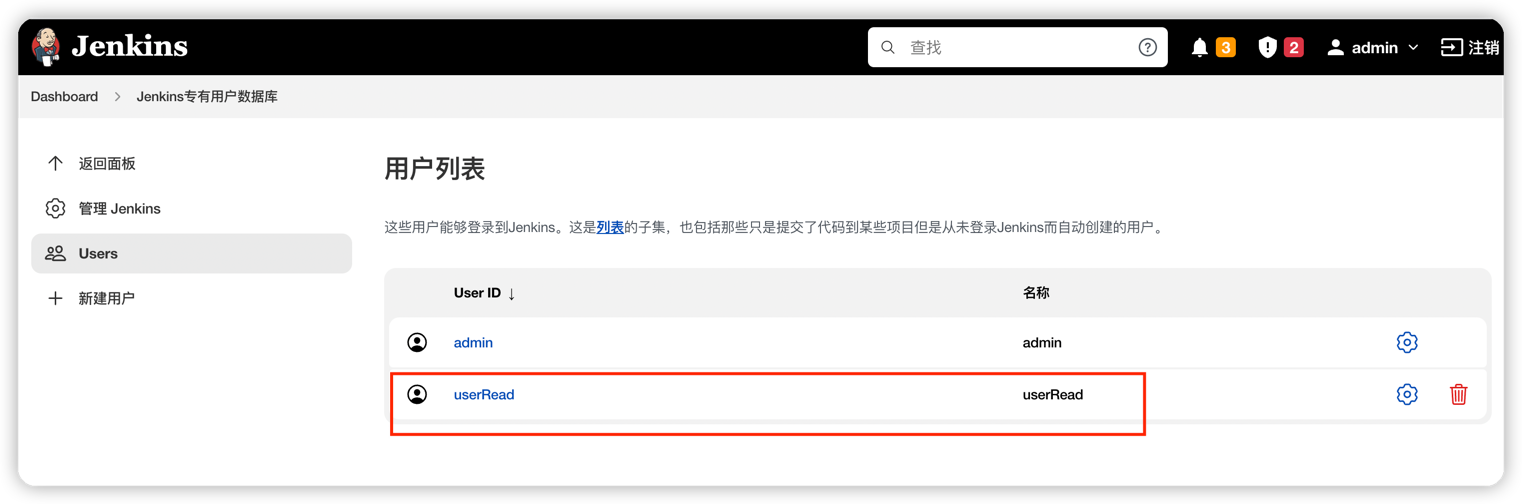 Jenkins
查找
3
2
admin
注销
Dashboard
Jenkins专有用户数据库
返回面板
管理 Jenkins
Users
新建用户
用户列表
这些用户能够登录到Jenkins。这是列表的子集，也包括那些只是提交了代码到某些项目但是从未登录Jenkins而自动创建的用户。
User ID ↓ 名称
admin admin
userRead userRead